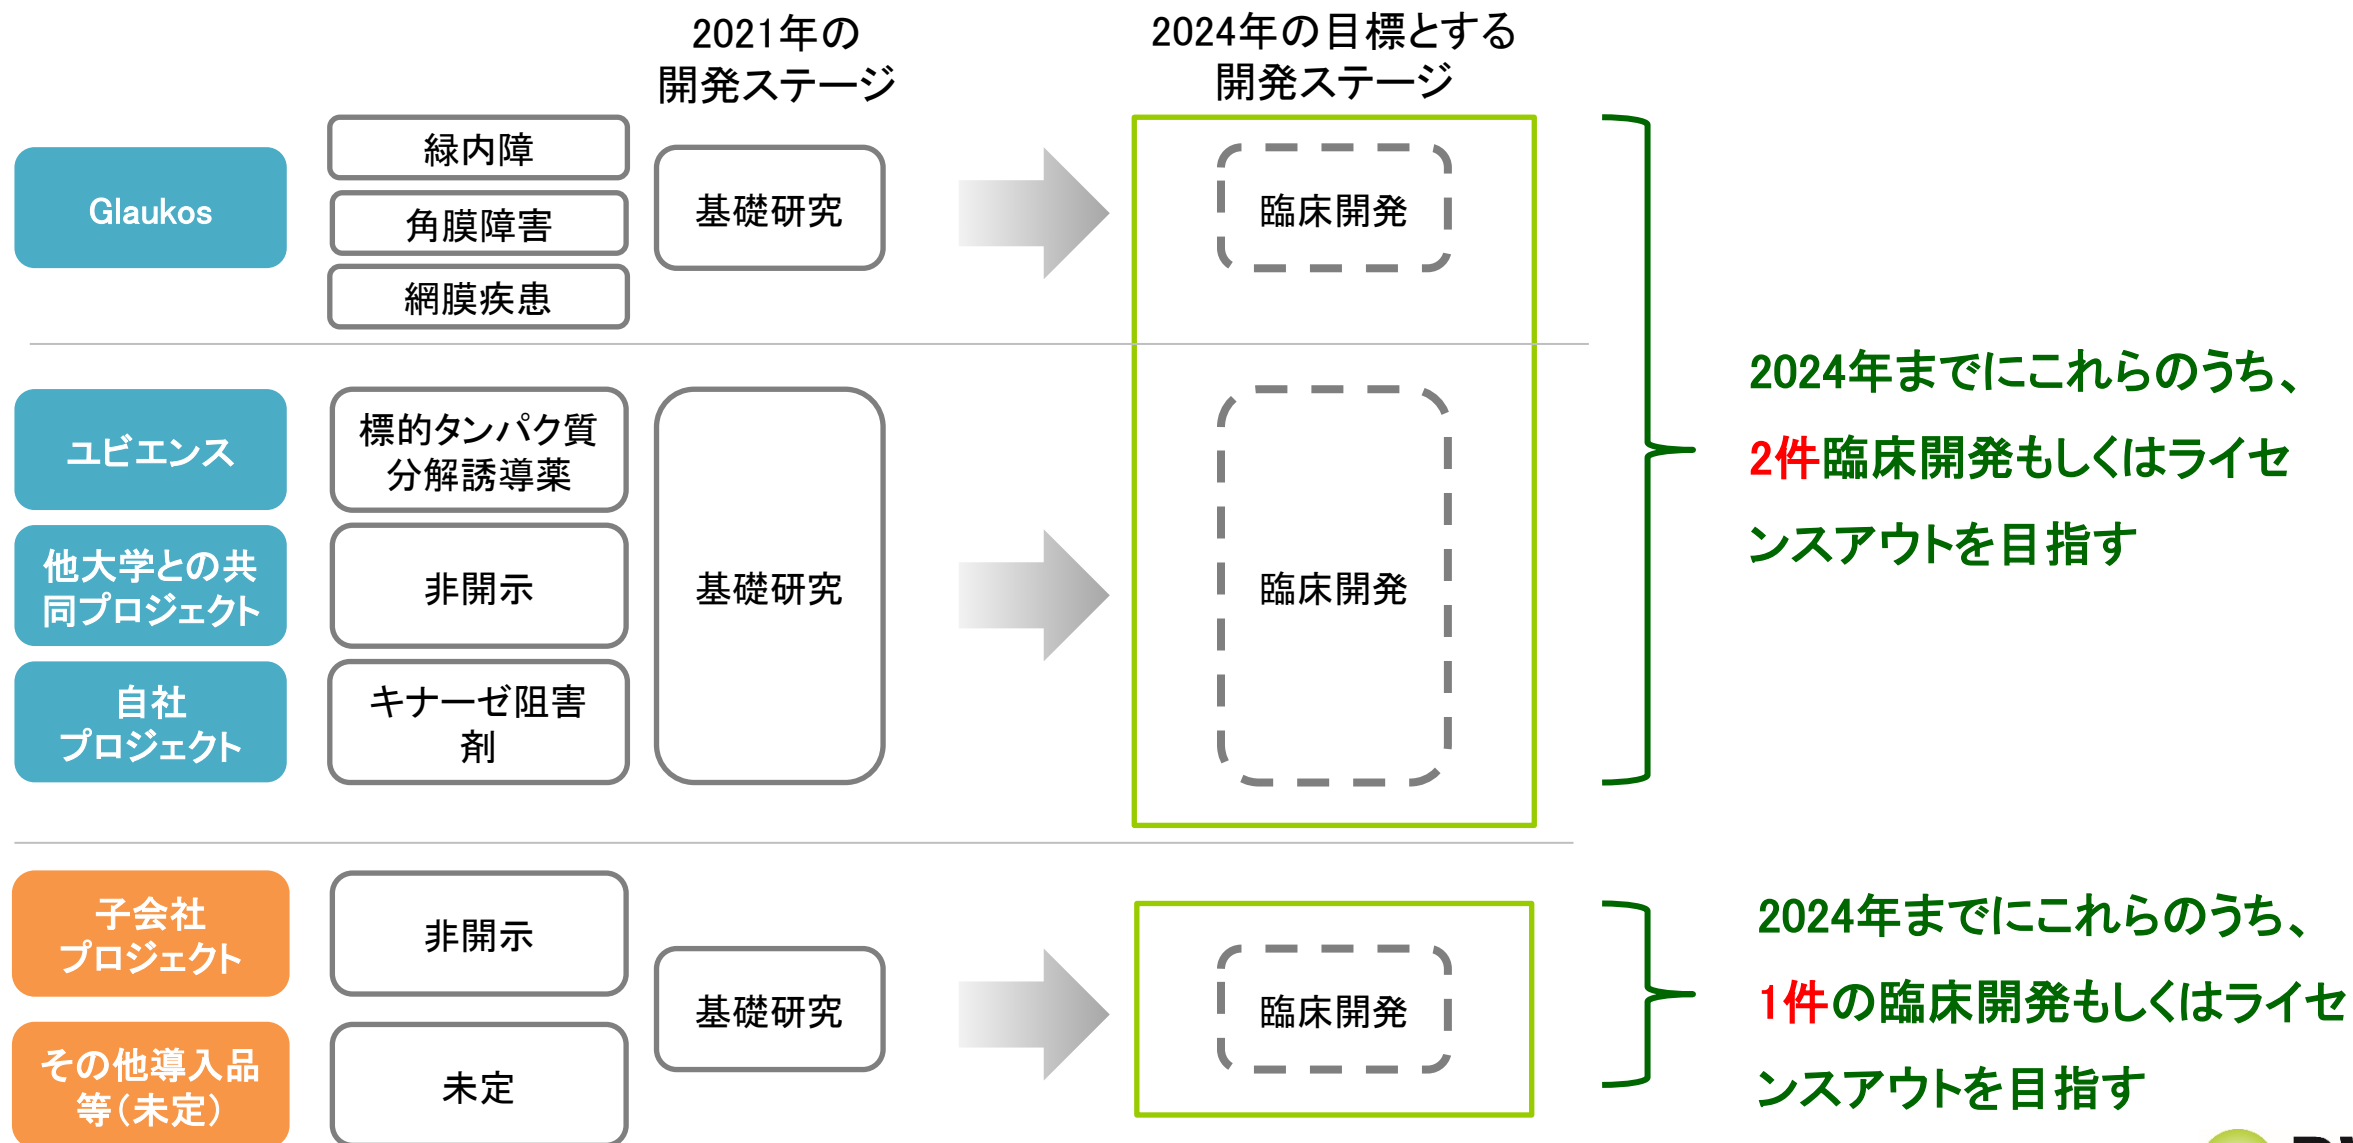 2021年の
開発ステージ
2024年の目標とする
開発ステージ
Glaukos
緑内障
角膜障害
網膜疾患
基礎研究
臨床開発
ユビエンス
標的タンパク質
分解誘導薬
他大学との共
同プロジェクト
非開示
自社
プロジェクト
キナーゼ阻害
剤
基礎研究
臨床開発
2024年までにこれらのうち、
2件臨床開発もしくはライセ
ンスアウトを目指す
子会社
プロジェクト
非開示
その他導入品
等(未定)
未定
基礎研究
臨床開発
2024年までにこれらのうち、
1件の臨床開発もしくはライセ
ンスアウトを目指す